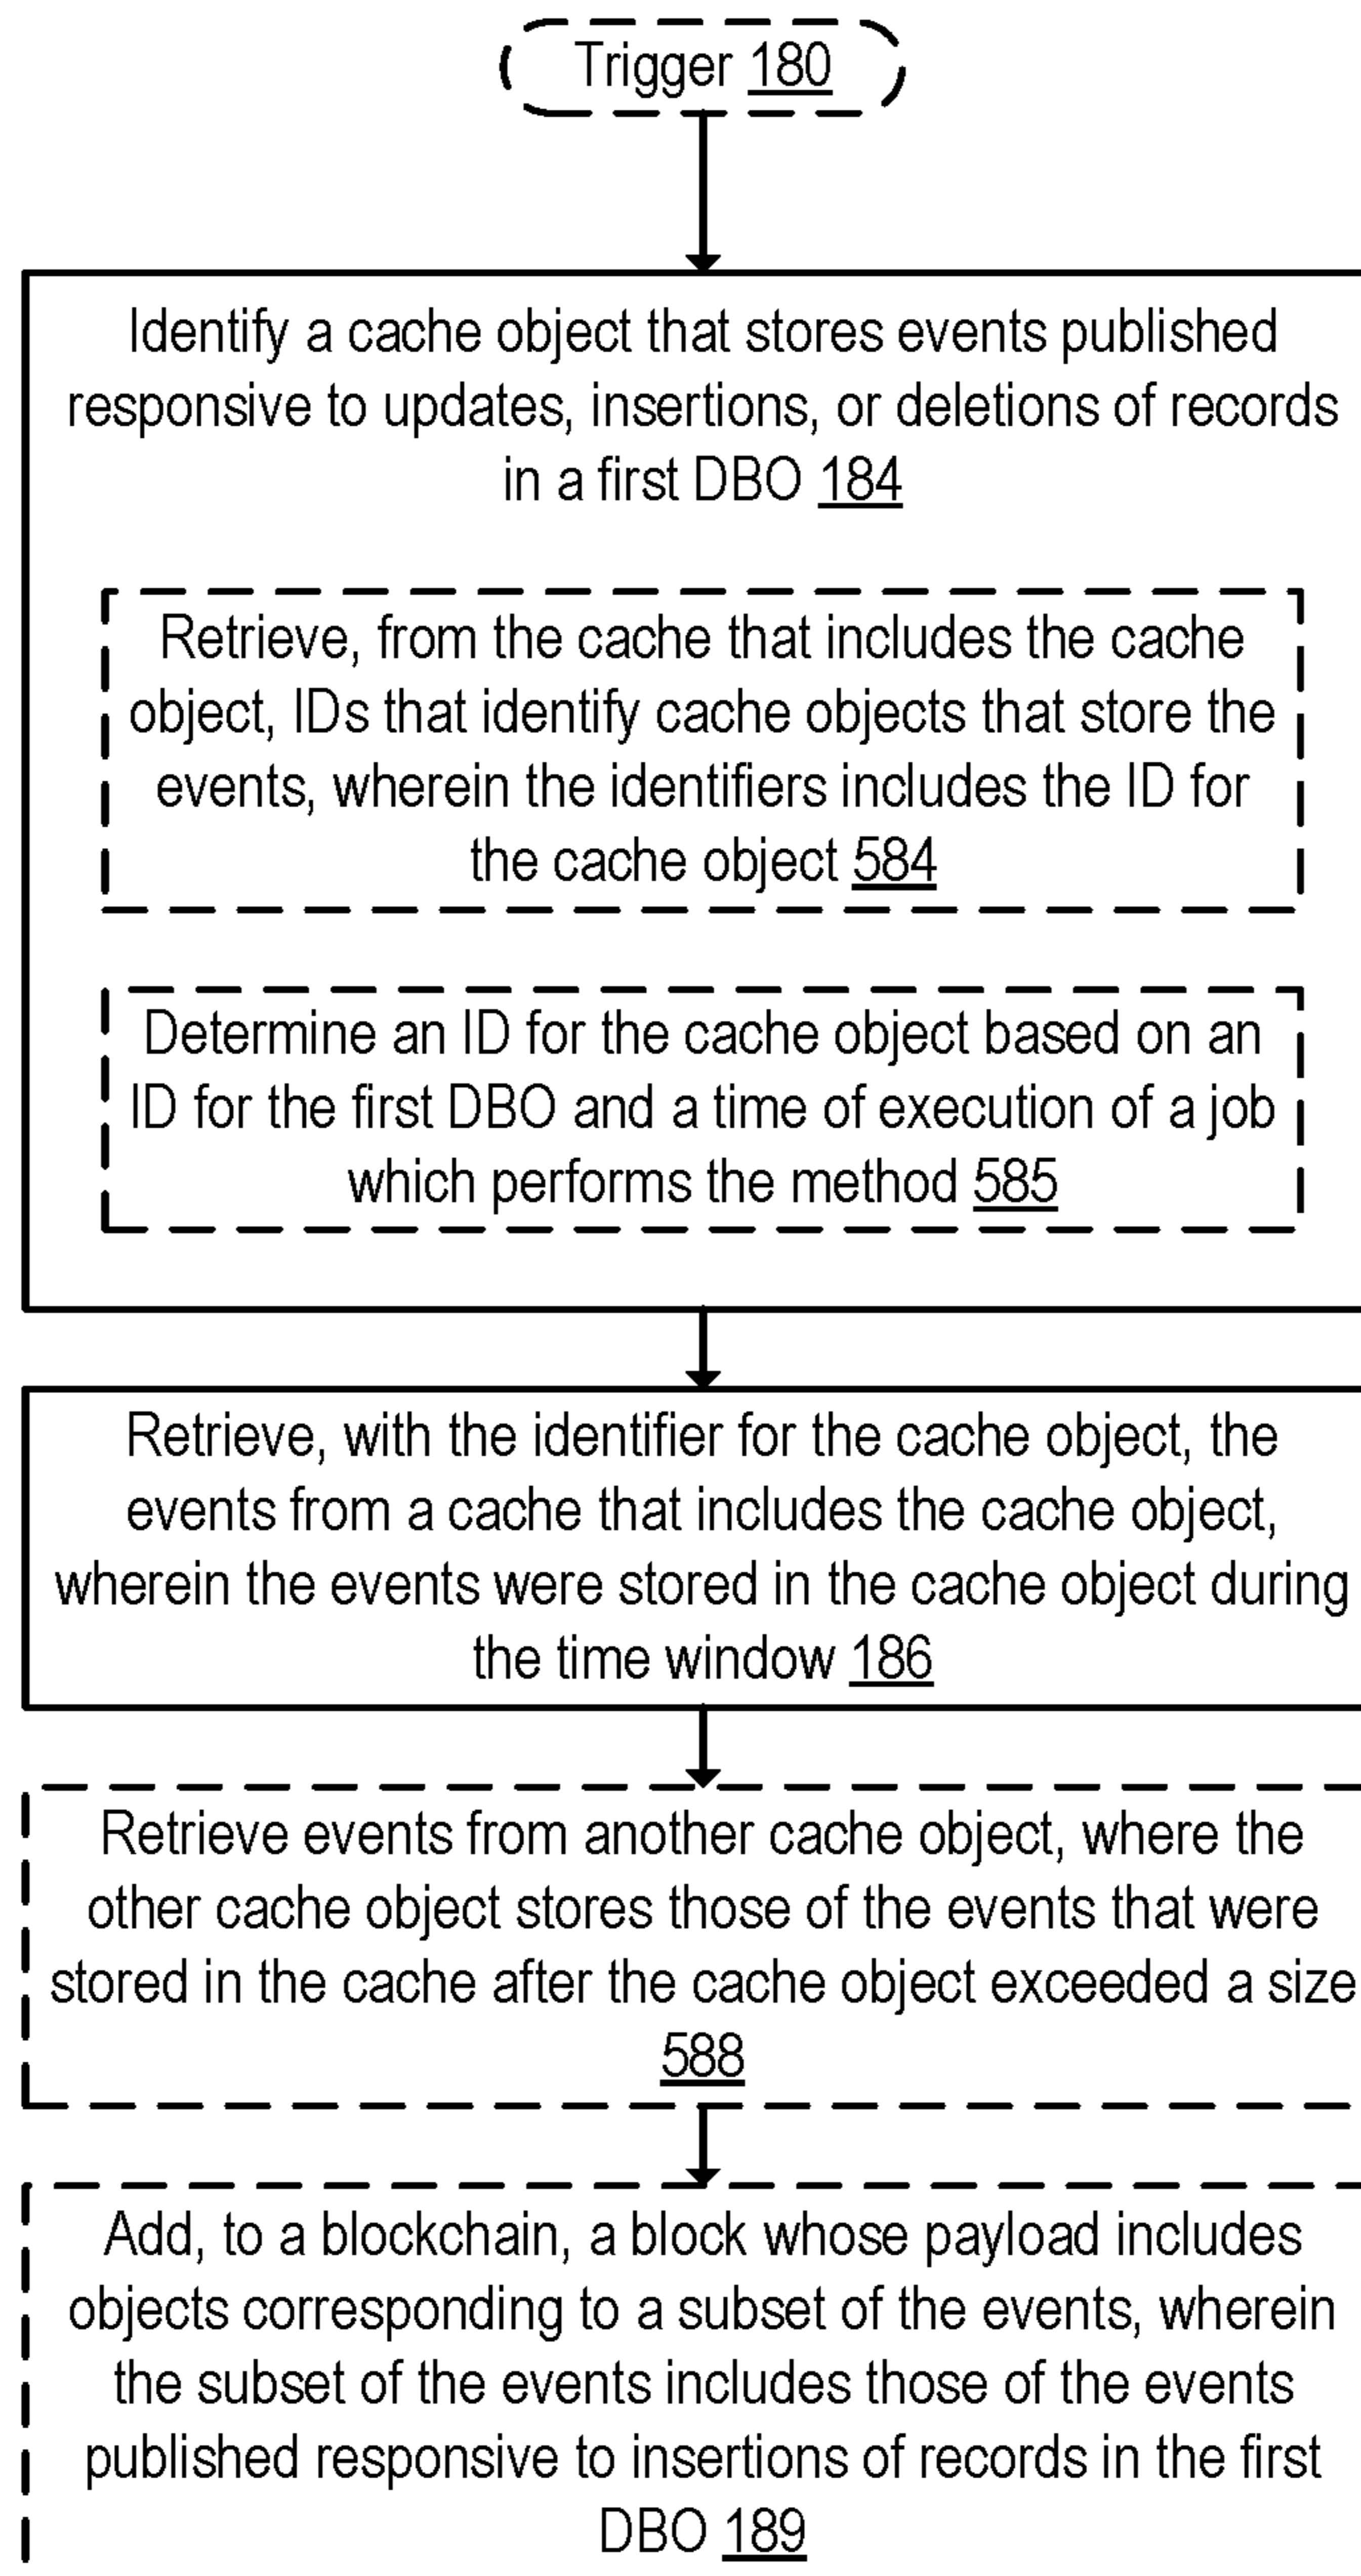 Trigger 180
Identify a cache object that stores events published
responsive to updates, insertions, or deletions of records
in a first DBO 184
Retrieve, from the cache that includes the cache
object, IDs that identify cache objects that store the
events, wherein the identifiers includes the ID for
the cache object 584
Determine an ID for the cache object based on an
ID for the first DBO and a time of execution of a job
which performs the method 585
Retrieve, with the identifier for the cache object, the
events from a cache that includes the cache object,
wherein the events were stored in the cache object during
the time window 186
Retrieve events from another cache object, where the
other cache object stores those of the events that were
stored in the cache after the cache object exceeded a size
588
Add, to a blockchain, a block whose payload includes
objects corresponding to a subset of the events, wherein
the subset of the events includes those of the events
published responsive to insertions of records in the first
DBO 189